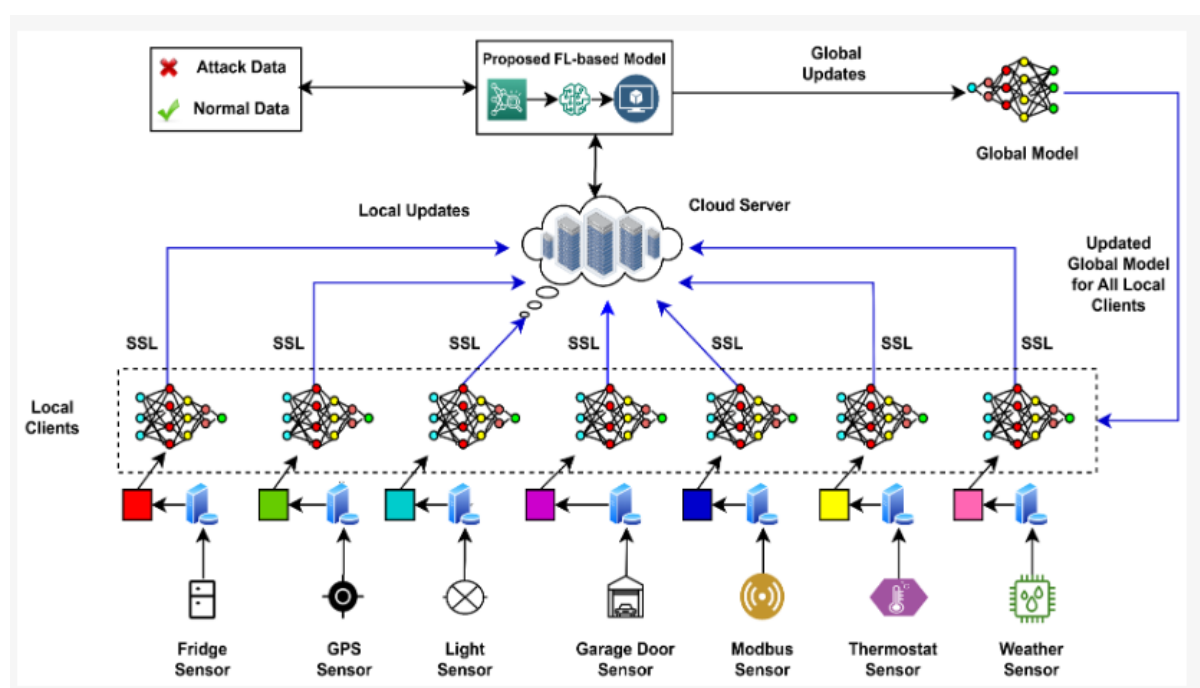 Attack Data
Normal Data
Proposed FL-based Model
Global
Updates
Global Model
Local Updates
Cloud Server
Updated
Global Model
for All Local
Clients
SSL
SSL
SSL
SSL
SSL
SSL
SSL
Local
Clients
Fridge
Sensor
GPS
Sensor
Light
Sensor
Garage Door
Sensor
Modbus
Sensor
Thermostat
Sensor
Weather
Sensor